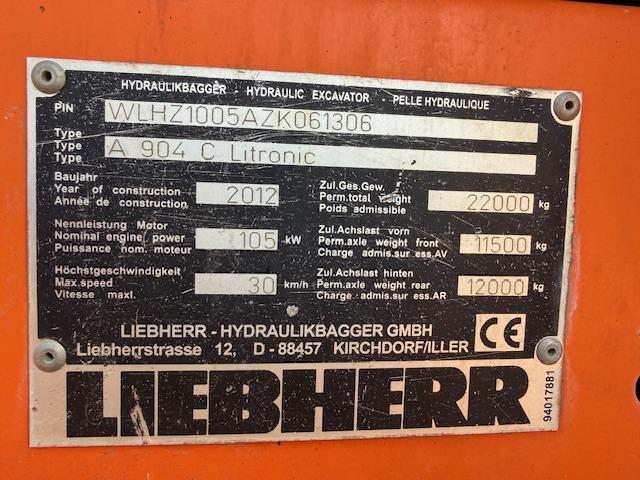 HYDRAULIKBAGGER - HYDRAULIC EXCAVATOR - PELLE HYDRAULIQUE
PIN WLHZ1005AZK061306
Type
Type A 904 C Litronic
Type
Baujahr
Year of construction 2012
Année de construction
Zul.Ges.Gew.
Perm.total weight 22000 kg
Poids admissible
Nennleistung Motor
Nominal engine power 105 kW
Puissance nom. moteur
Zul.Achslast vorn
Perm.axle weight front 11500 kg
Charge admis.sur ess.AV
Höchstgeschwindigkeit
Max.speed 30 km/h
Vitesse maxl.
Zul.Achslast hinten
Perm.axle weight rear 12000 kg
Charge admis.sur ess.AR
LIEBHERR - HYDRAULIKBAGGER GMBH
Liebherrstrasse 12, D - 88457 KIRCHDORF/ILLER
CE
LIEBHERR
94017881